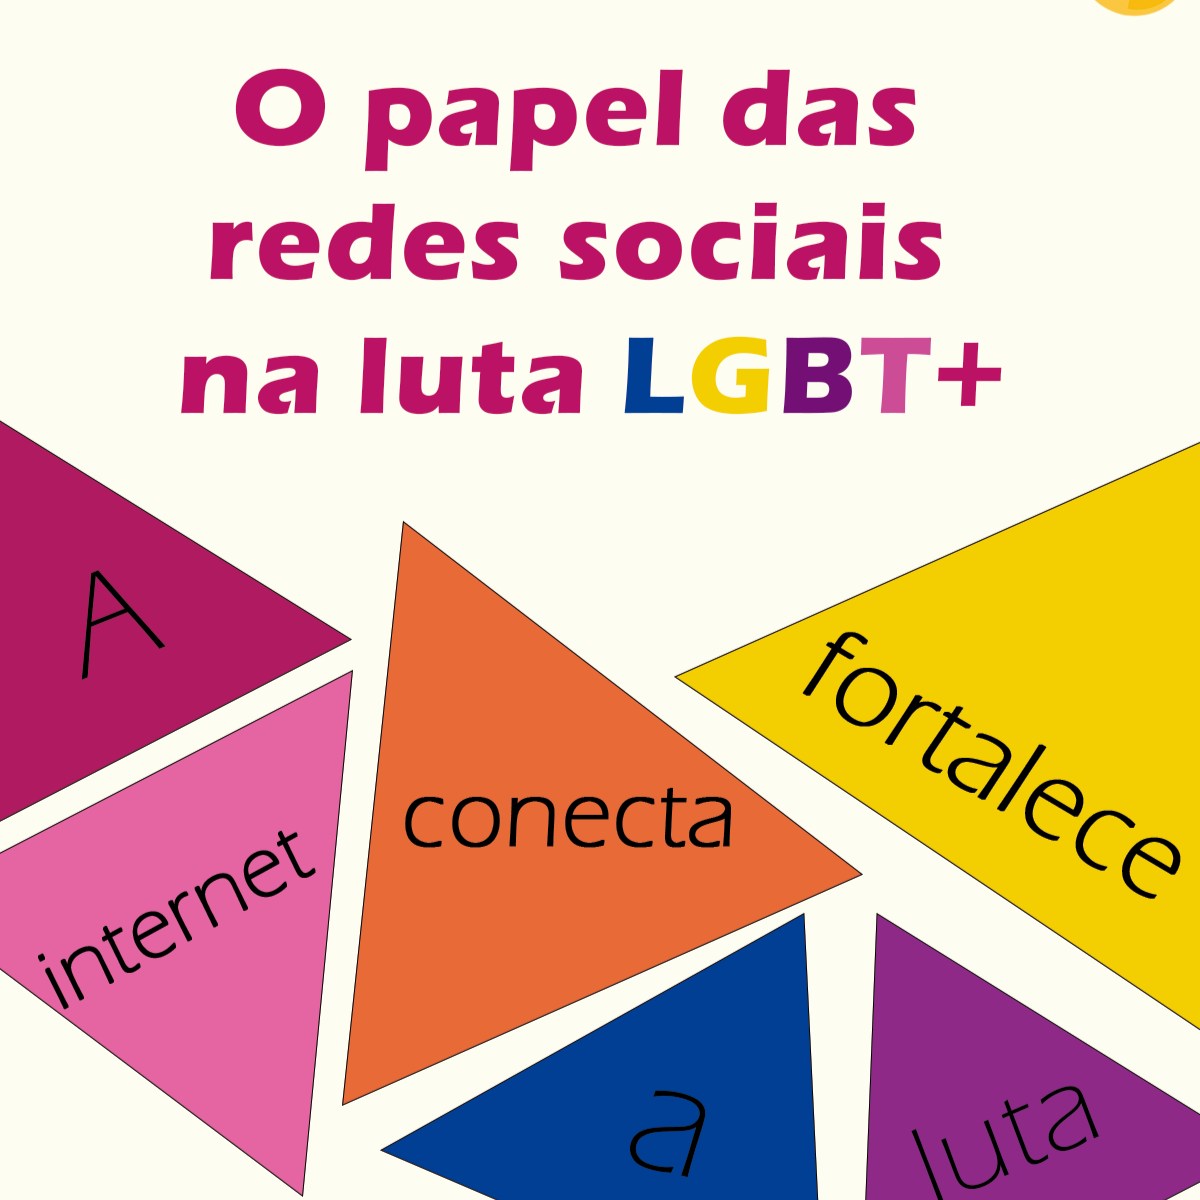 O papel das
redes sociais
na luta LGBT+
A
internet
conecta
fortalece
a
luta